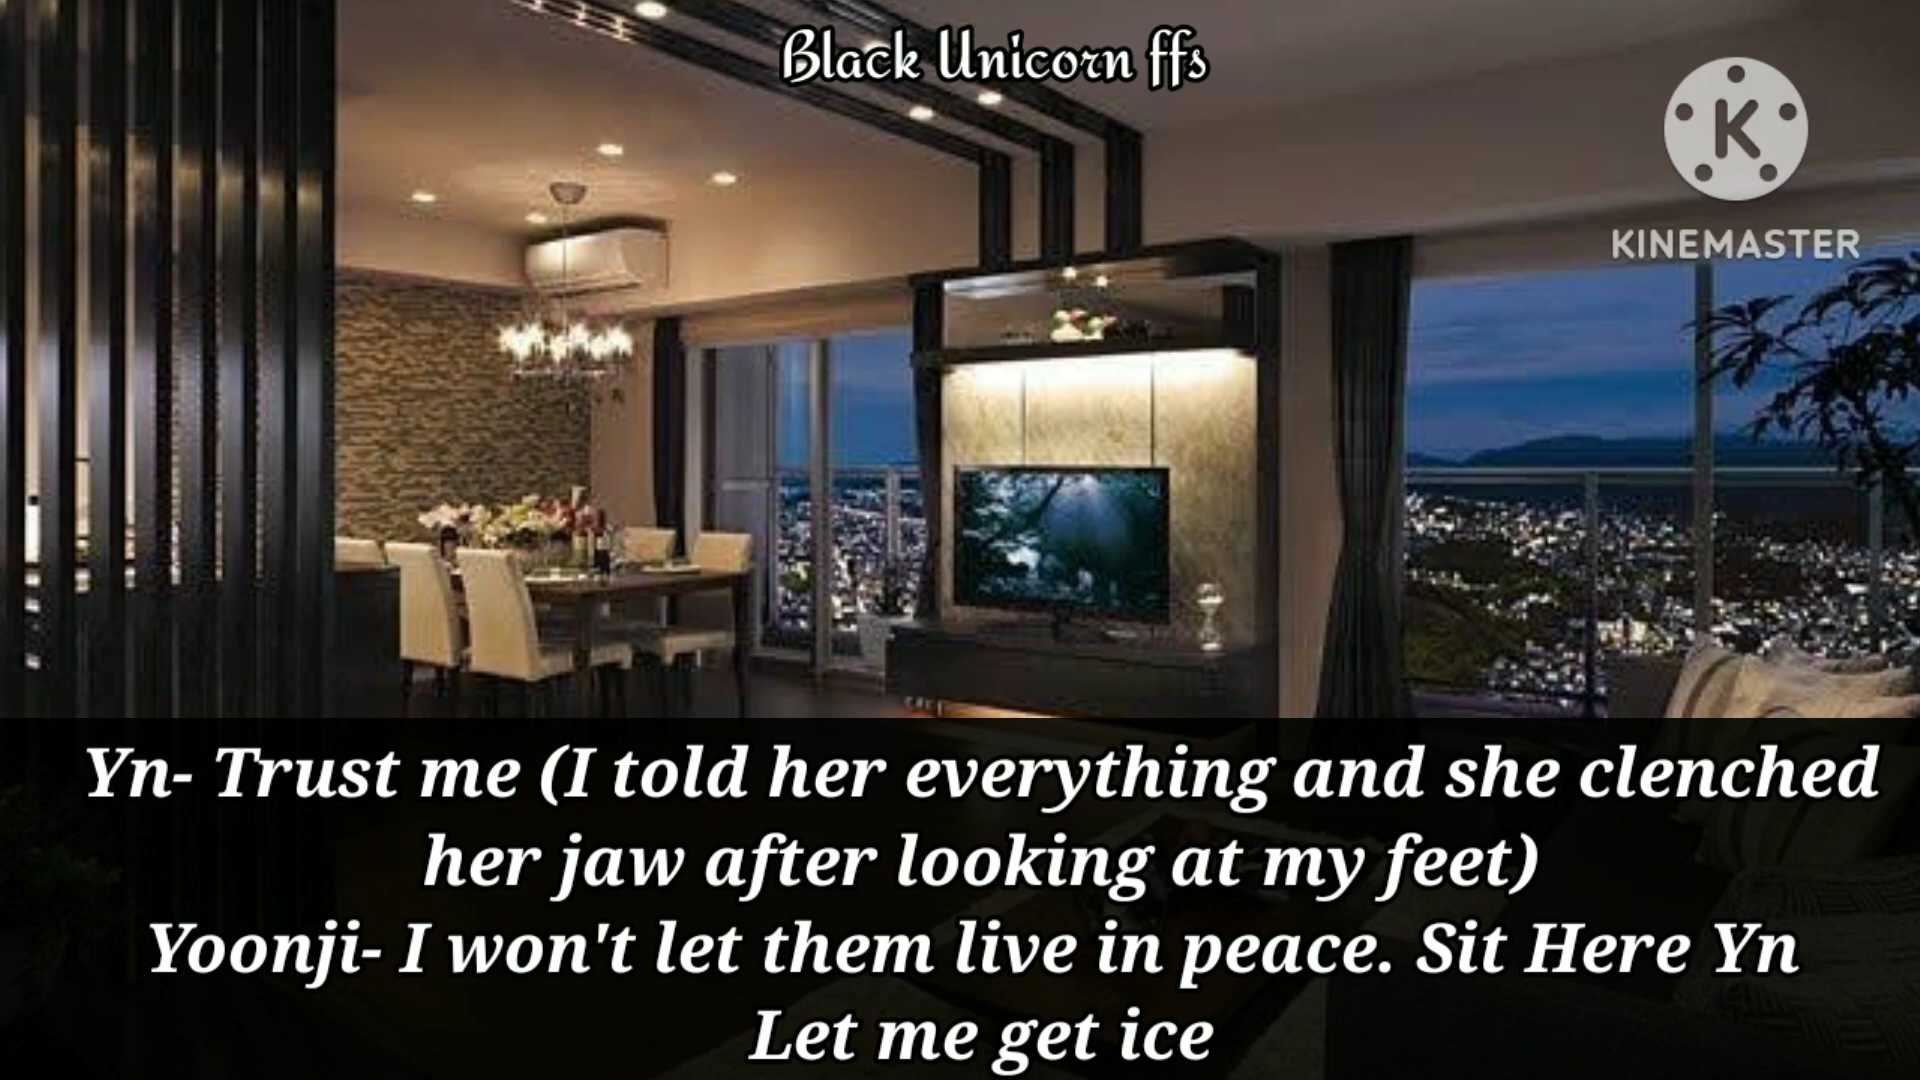 Black Unicorn ffs
K
KINEMASTER
Yn- Trust me (I told her everything and she clenched
her jaw after looking at my feet)
Yoonji- I won't let them live in peace. Sit Here Yn
Let me get ice